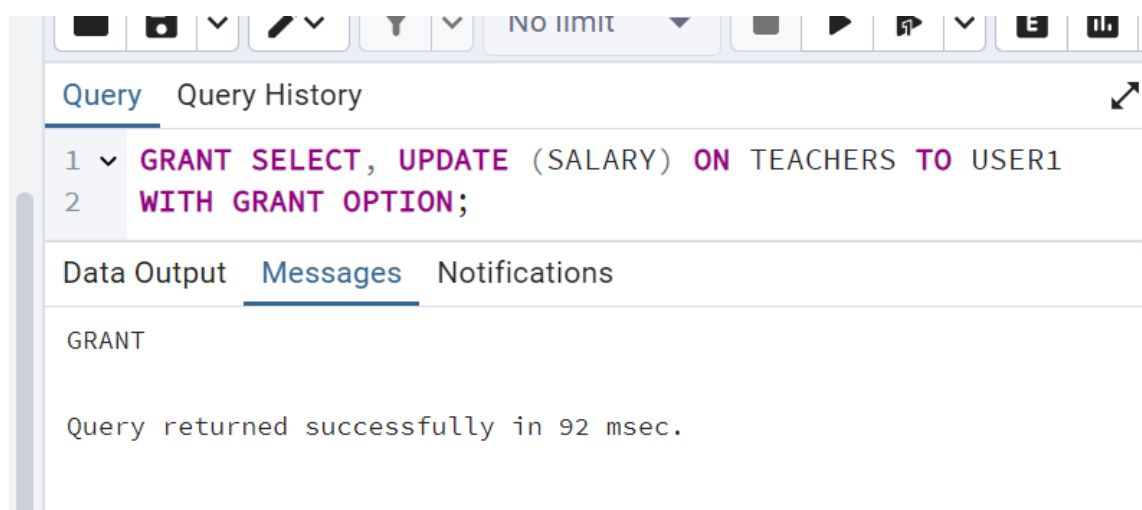 No limit
E
Query Query History
1 GRANT SELECT, UPDATE (SALARY) ON TEACHERS TO USER1
2 WITH GRANT OPTION;
Data Output Messages Notifications
GRANT
Query returned successfully in 92 msec.